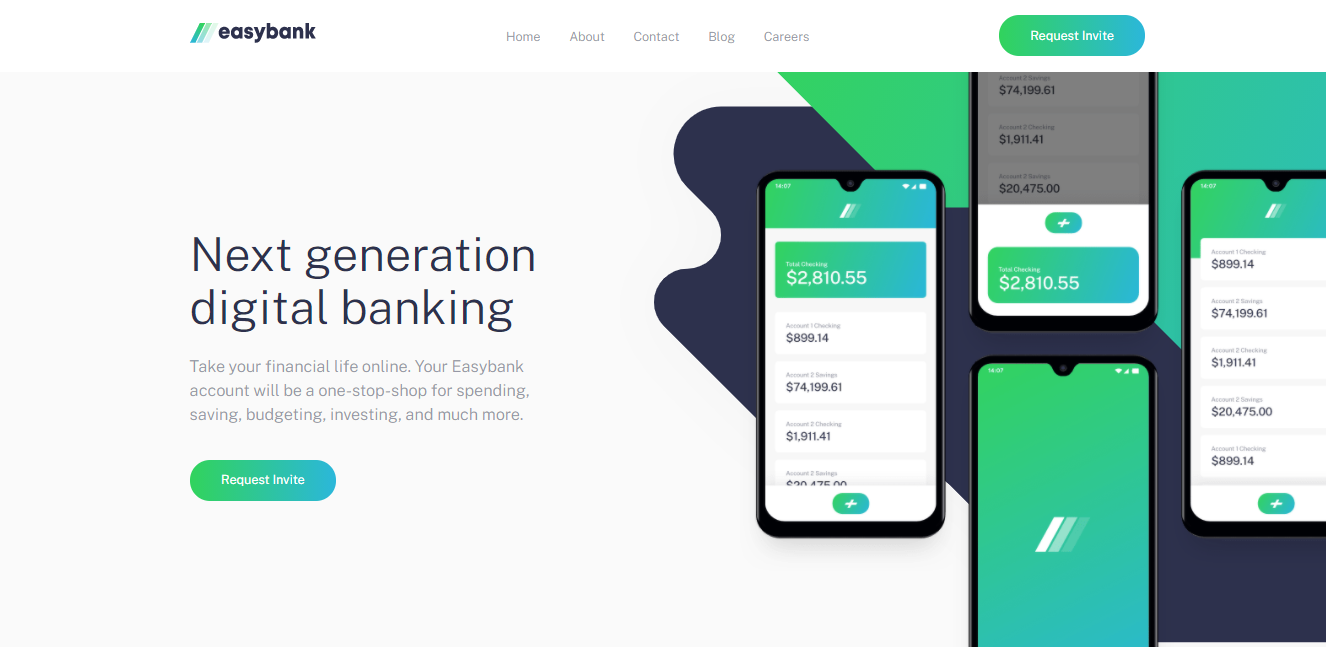 easybank
Home
About
Contact
Blog
Careers
Request Invite
Next generation
digital banking
Take your financial life online. Your Easybank
account will be a one-stop-shop for spending,
saving, budgeting, investing, and much more.
Request Invite
14:07
Total Checking
$2,810.55
Account 1 Checking
$899.14
Account 2 Savings
$74,199.61
Account 2 Checking
$1,911.41
Account 2 Savings
$20,475.00
Account 2 Savings
$74,199.61
Account 2 Checking
$1,911.41
Account 2 Savings
$20,475.00
Total Checking
$2,810.55
14:07
14:07
Account 1 Checking
$899.14
Account 2 Savings
$74,199.61
Account 2 Checking
$1,911.41
Account 2 Savings
$20,475.00
Account 1 Checking
$899.14